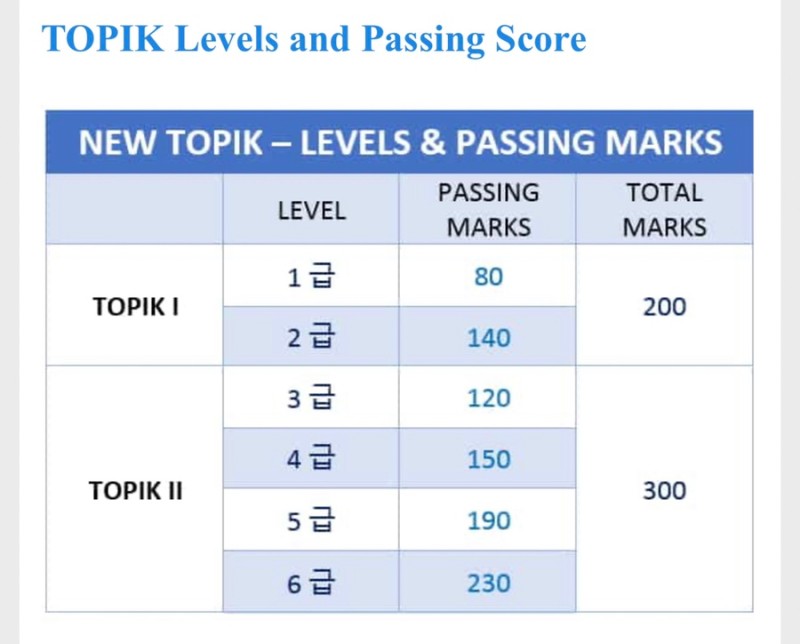 TOPIK Levels and Passing Score
NEW TOPIK – LEVELS & PASSING MARKS
LEVEL
PASSING
MARKS
TOTAL
MARKS
TOPIK I
1 급
80
200
2 급
140
TOPIK II
3 급
120
300
4 급
150
5 급
190
6 급
230